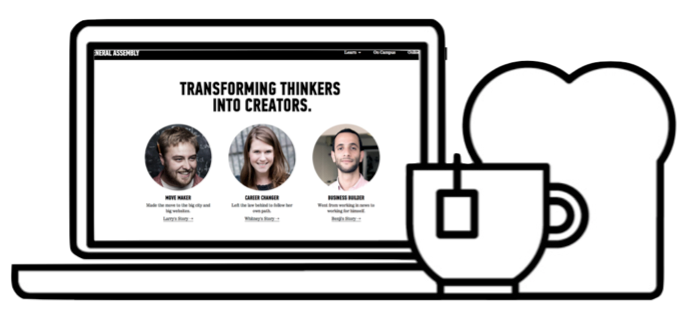 NERAL ASSEMBLY
Learn
On Campus
Online
TRANSFORMING THINKERS
INTO CREATORS.
MOVE MAKER
CAREER CHANGER
BUSINESS BUILDER
Made the move to the big city and
big websites.
Left the law behind to follow her
own path.
Went from working in news to
working for himself.
Larry's Story →
Whitney's Story →
Benji's Story →